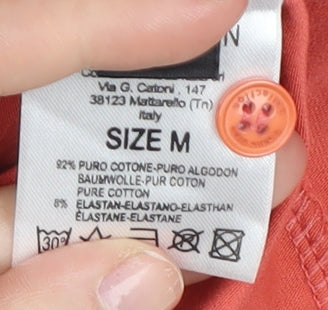 N
Via G. Catoni, 147
38123 Mattarello (Tn)
Italy
SIZE M
92% PURO COTONE-PURO ALGODON
BAUMWOLLE-PUR COTON
PURE COTTON
8% ELASTAN-ELASTANO-ELASTHAN
ÉLASTANE-ELASTANE
30°